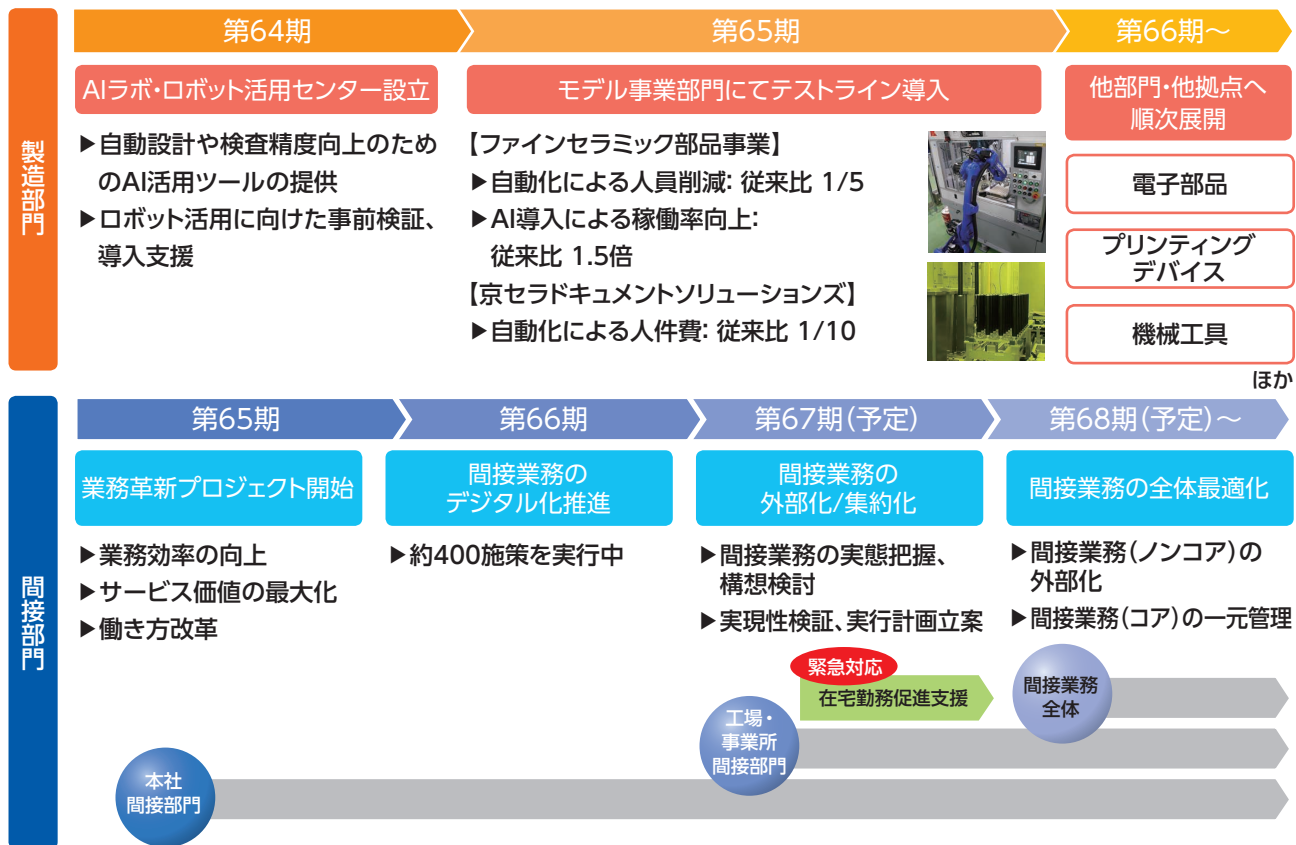 製造部門
第64期
第65期
第66期～
AIラボ・ロボット活用センター設立
モデル事業部門にてテストライン導入
他部門・他拠点へ
順次展開
▶自動設計や検査精度向上のため
のAI活用ツールの提供
▶ロボット活用に向けた事前検証、
導入支援
【ファインセラミック部品事業】
▶自動化による人員削減: 従来比 1/5
▶AI導入による稼働率向上:
従来比 1.5倍
【京セラドキュメントソリューションズ】
▶自動化による人件費: 従来比 1/10
電子部品
プリンティング
デバイス
機械工具
ほか
間接部門
第65期
第66期
第67期(予定)
第68期(予定)～
業務革新プロジェクト開始
間接業務の
デジタル化推進
間接業務の
外部化/集約化
間接業務の全体最適化
▶業務効率の向上
▶サービス価値の最大化
▶働き方改革
▶約400施策を実行中
▶間接業務の実態把握、
構想検討
▶実現性検証、実行計画立案
▶間接業務(ノンコア)の
外部化
▶間接業務(コア)の一元管理
緊急対応
在宅勤務促進支援
間接業務
全体
工場・
事業所
間接部門
本社
間接部門